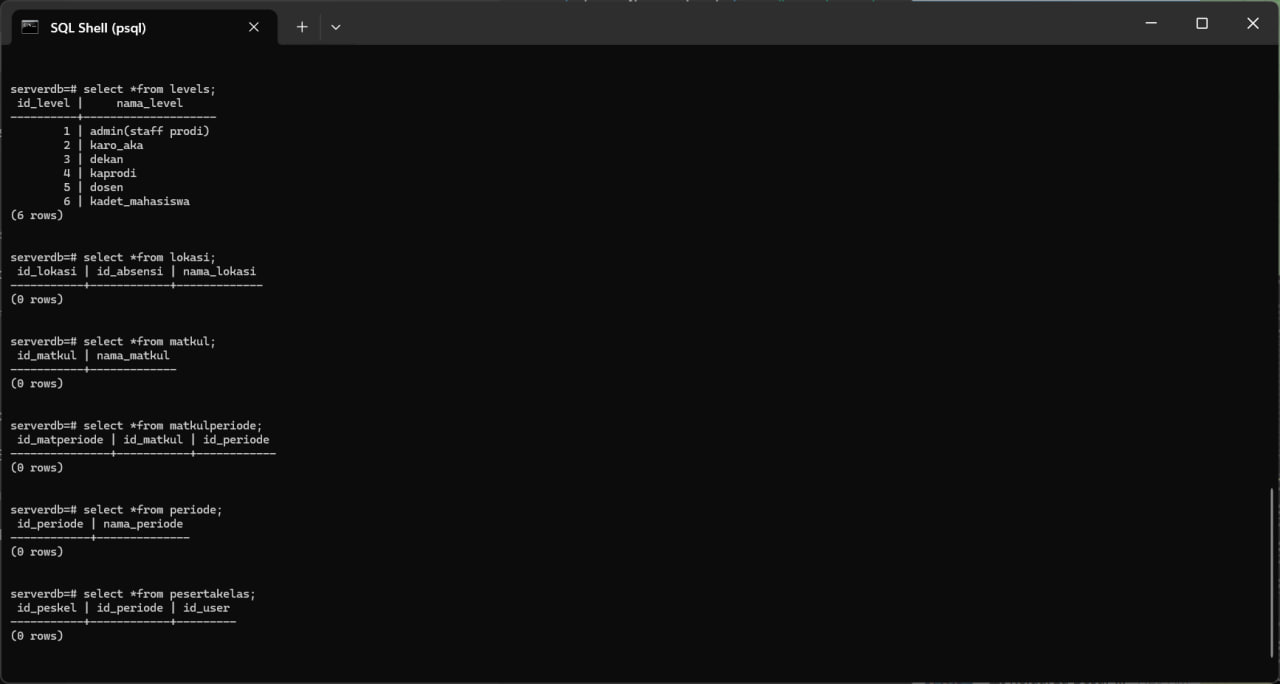 SQL Shell (psql)
serverdb=# select *from levels;
 id_level |     nama_level
----------+--------------------
        1 | admin(staff prodi)
        2 | karo_aka
        3 | dekan
        4 | kaprodi
        5 | dosen
        6 | kadet_mahasiswa
(6 rows)
serverdb=# select *from lokasi;
 id_lokasi | id_absensi | nama_lokasi
-----------+------------+-------------
(0 rows)
serverdb=# select *from matkul;
 id_matkul | nama_matkul
-----------+-------------
(0 rows)
serverdb=# select *from matkulperiode;
 id_matperiode | id_matkul | id_periode
---------------+-----------+------------
(0 rows)
serverdb=# select *from periode;
 id_periode | nama_periode
------------+--------------
(0 rows)
serverdb=# select *from pesertakelas;
 id_peskel | id_periode | id_user
-----------+------------+---------
(0 rows)